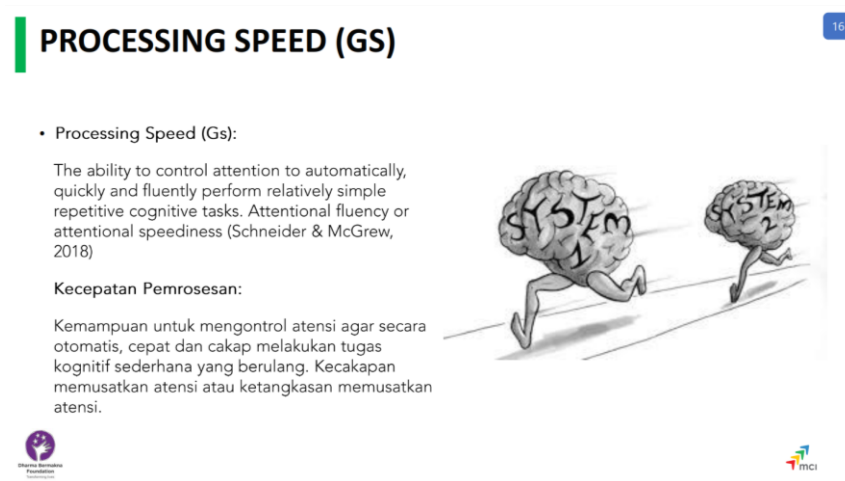 PROCESSING SPEED (GS)
16
• Processing Speed (Gs):
The ability to control attention to automatically,
quickly and fluently perform relatively simple
repetitive cognitive tasks. Attentional fluency or
attentional speediness (Schneider & McGrew,
2018)
Kecepatan Pemrosesan:
Kemampuan untuk mengontrol atensi agar secara
otomatis, cepat dan cakap melakukan tugas
kognitif sederhana yang berulang. Kecakapan
memusatkan atensi atau ketangkasan memusatkan
atensi.
SYSTEM
1
SYSTEM
2
Dharma Bermakna
Foundation
mci